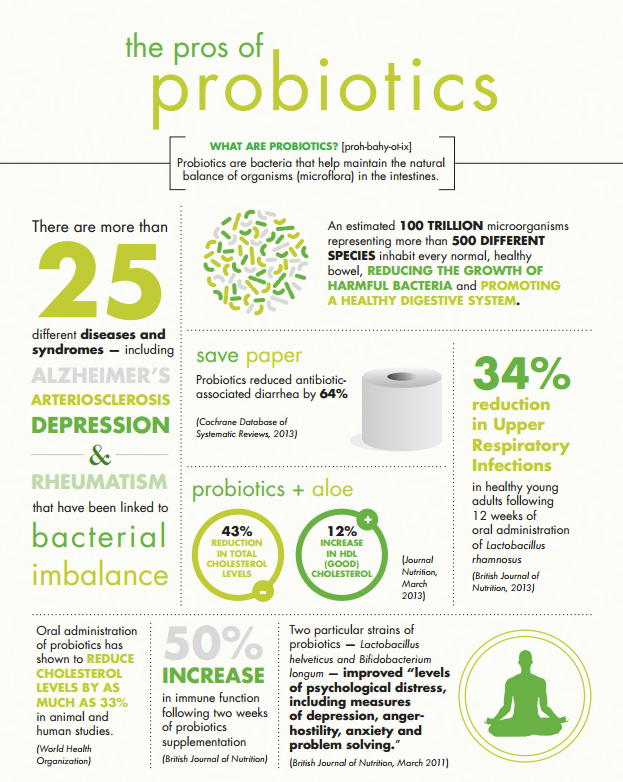 the pros of
probiotics
WHAT ARE PROBIOTICS? [proh-bahy-ot-ix]
Probiotics are bacteria that help maintain the natural
balance of organisms (microflora) in the intestines.
There are more than
25
different diseases and
syndromes — including
ALZHEIMER'S
ARTERIOSCLEROSIS
DEPRESSION
&
RHEUMATISM
that have been linked to
bacterial
imbalance
An estimated 100 TRILLION microorganisms
representing more than 500 DIFFERENT
SPECIES inhabit every normal, healthy
bowel, REDUCING THE GROWTH OF
HARMFUL BACTERIA and PROMOTING
A HEALTHY DIGESTIVE SYSTEM.
save paper
Probiotics reduced antibiotic-
associated diarrhea by 64%
(Cochrane Database of
Systematic Reviews, 2013)
34%
reduction
in Upper
Respiratory
Infections
in healthy young
adults following
12 weeks of
oral administration
of Lactobacillus
rhamnosus
(British Journal of
Nutrition, 2013)
probiotics + aloe
43%
REDUCTION
IN TOTAL
CHOLESTEROL
LEVELS
-
+
12%
INCREASE
IN HDL
(GOOD)
CHOLESTEROL
(Journal
Nutrition,
March
2013)
Oral administration
of probiotics has
shown to REDUCE
CHOLESTEROL
LEVELS BY AS
MUCH AS 33%
in animal and
human studies.
(World Health
Organization)
50%
INCREASE
in immune function
following two weeks
of probiotics
supplementation
(British Journal of Nutrition)
Two particular strains of
probiotics — Lactobacillus
helveticus and Bifidobacterium
longum — improved “levels
of psychological distress,
including measures
of depression, anger-
hostility, anxiety and
problem solving.”
(British Journal of Nutrition, March 2011)